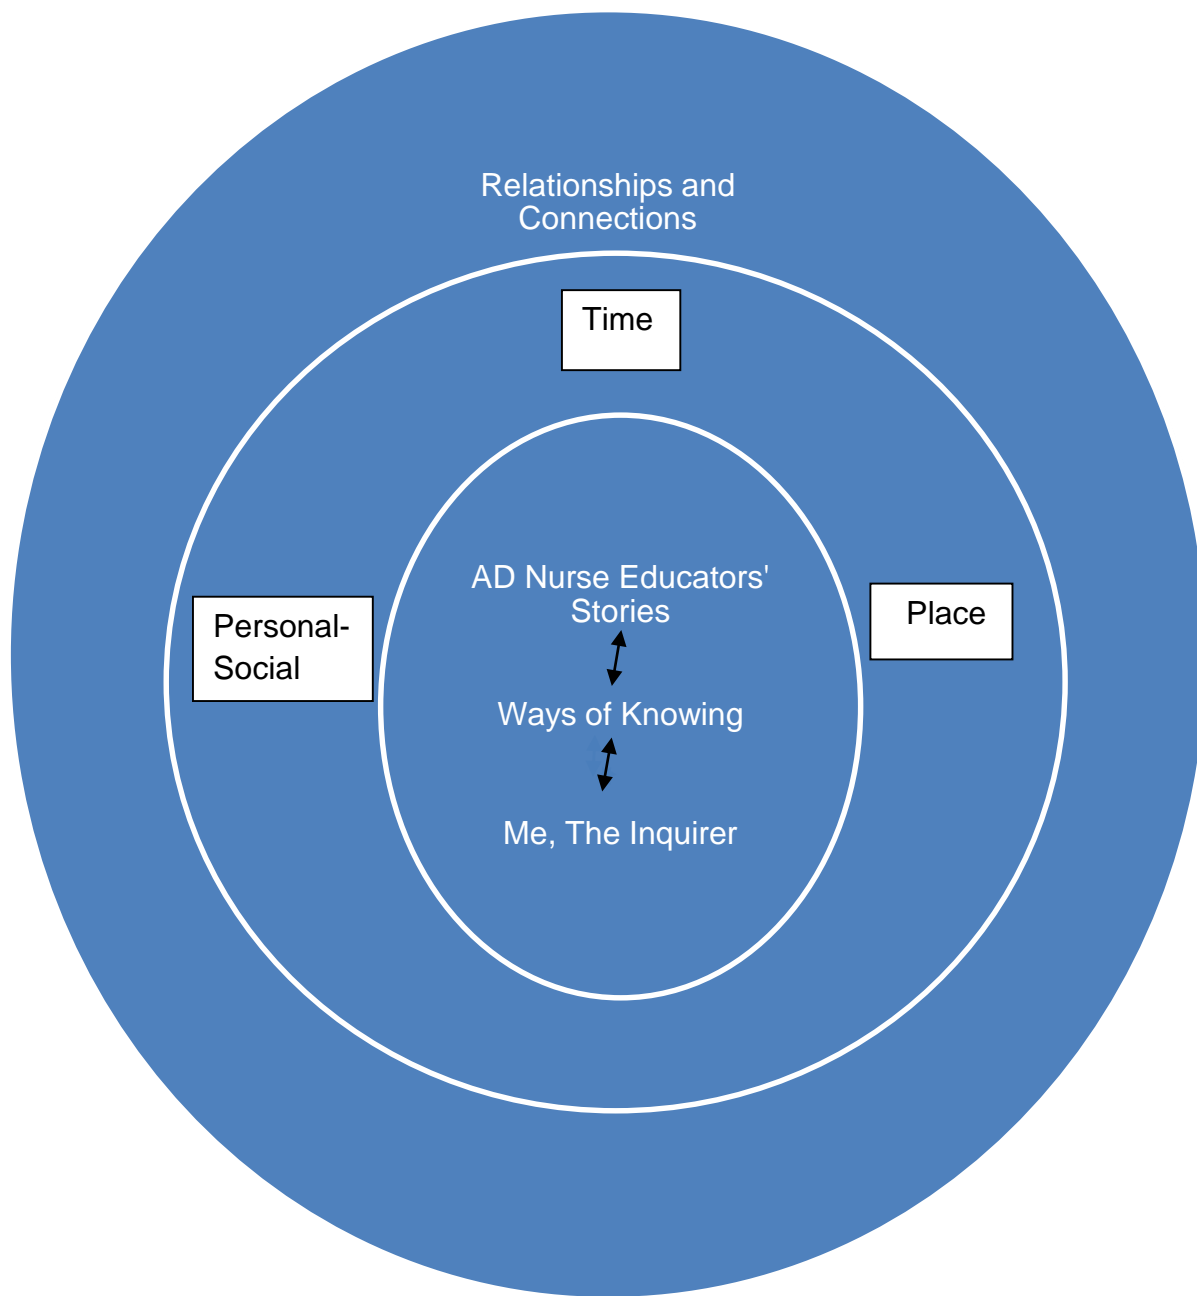 Relationships and
Connections
Time
AD Nurse Educators'
Stories
Personal-
Social
Place
Ways of Knowing
Me, The Inquirer